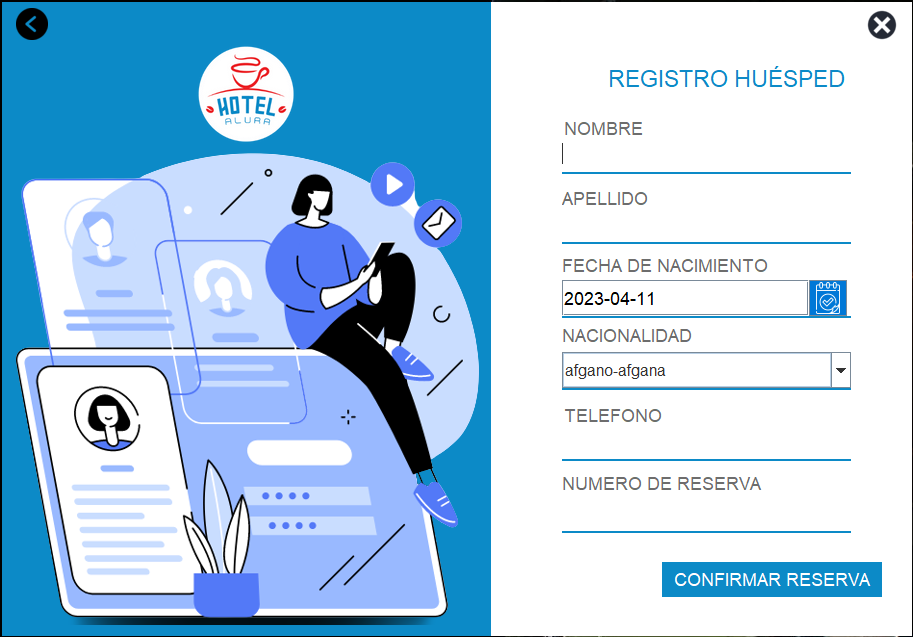 HOTEL
ALURA
REGISTRO HUÉSPED
NOMBRE
APELLIDO
FECHA DE NACIMIENTO
2023-04-11
NACIONALIDAD
afgano-afgana
TELEFONO
NUMERO DE RESERVA
CONFIRMAR RESERVA